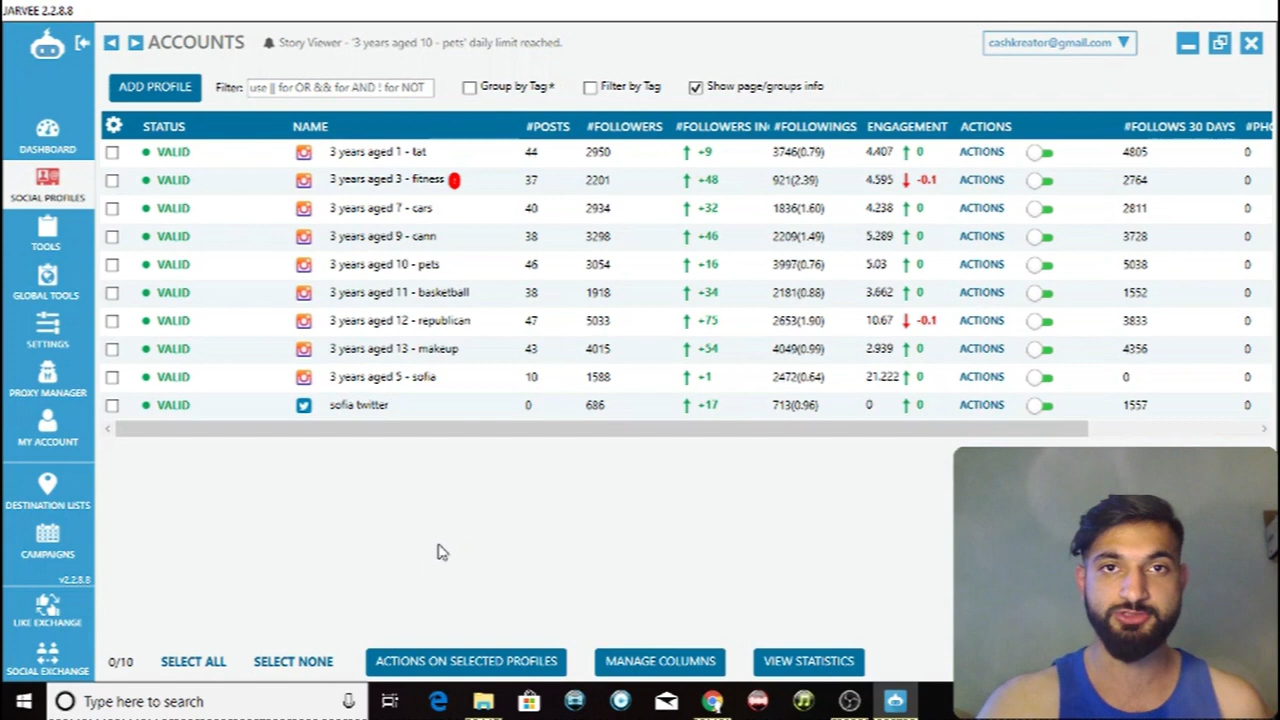 JARVEE 2.2.8.8
ACCOUNTS
Story Viewer - '3 years aged 10 - pets' daily limit reached.
cashkreator@gmail.com
ADD PROFILE
Filter:
use || for OR && for AND ! for NOT
Group by Tag*
Filter by Tag
Show page/groups info
STATUS NAME #POSTS #FOLLOWERS #FOLLOWERS IN #FOLLOWINGS ENGAGEMENT ACTIONS #FOLLOWS 30 DAYS #PHO
VALID 3 years aged 1 - tat 44 2950 +9 3746(0.79) 4.407 0 ACTIONS 4805 0
VALID 3 years aged 3 - fitness 37 2201 +48 921(2.39) 4.595 -0.1 ACTIONS 2764 0
VALID 3 years aged 7 - cars 40 2934 +32 1836(1.60) 4.238 0 ACTIONS 2811 0
VALID 3 years aged 9 - cann 38 3298 +46 2209(1.49) 5.289 0 ACTIONS 3728 0
VALID 3 years aged 10 - pets 46 3054 +16 3997(0.76) 5.03 0 ACTIONS 5038 0
VALID 3 years aged 11 - basketball 38 1918 +34 2181(0.88) 3.662 0 ACTIONS 1552 0
VALID 3 years aged 12 - republican 47 5033 +75 2653(1.90) 10.67 -0.1 ACTIONS 3833 0
VALID 3 years aged 13 - makeup 43 4015 +54 4049(0.99) 2.939 0 ACTIONS 4356 0
VALID 3 years aged 5 - sofia 10 1588 +1 2472(0.64) 21.222 0 ACTIONS 0 0
VALID sofia twitter 0 686 +17 713(0.96) 0 0 ACTIONS 1557 0
DASHBOARD
SOCIAL PROFILES
TOOLS
GLOBAL TOOLS
SETTINGS
PROXY MANAGER
MY ACCOUNT
DESTINATION LISTS
CAMPAIGNS
v2.2.8.8
LIKE EXCHANGE
SOCIAL EXCHANGE
0/10
SELECT ALL
SELECT NONE
ACTIONS ON SELECTED PROFILES
MANAGE COLUMNS
VIEW STATISTICS
Type here to search